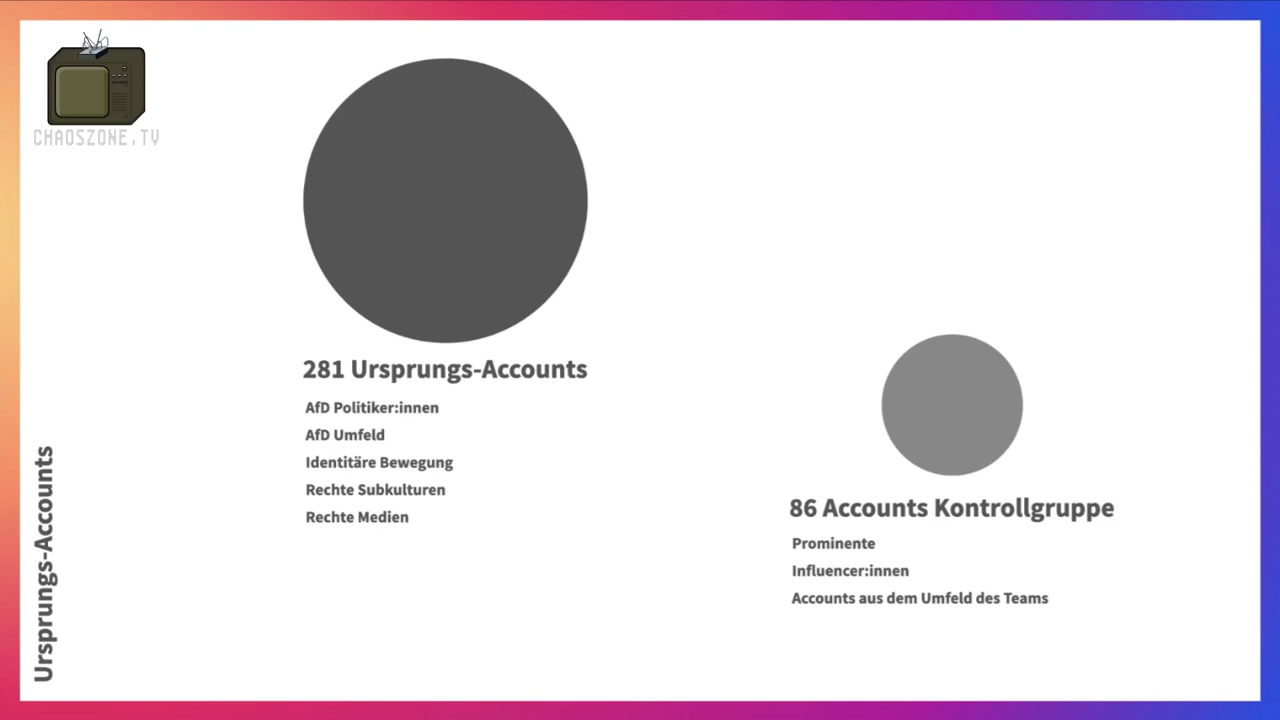 CHAOSZONE.TV
281 Ursprungs-Accounts
AfD Politiker:innen
AfD Umfeld
Identitäre Bewegung
Rechte Subkulturen
Rechte Medien
86 Accounts Kontrollgruppe
Prominente
Influencer:innen
Accounts aus dem Umfeld des Teams
Ursprungs-Accounts